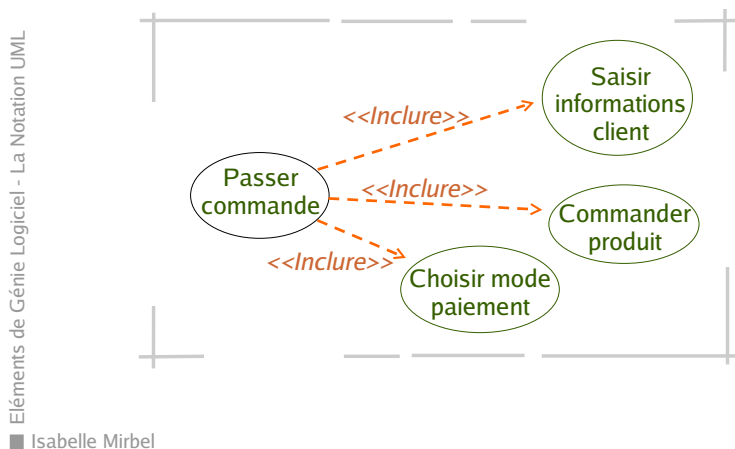 Eléments de Génie Logiciel - La Notation UML
Saisir
informations
client
<<Inclure>>
Passer
commande
<<Inclure>>
Commander
produit
<<Inclure>>
Choisir mode
paiement
Isabelle Mirbel